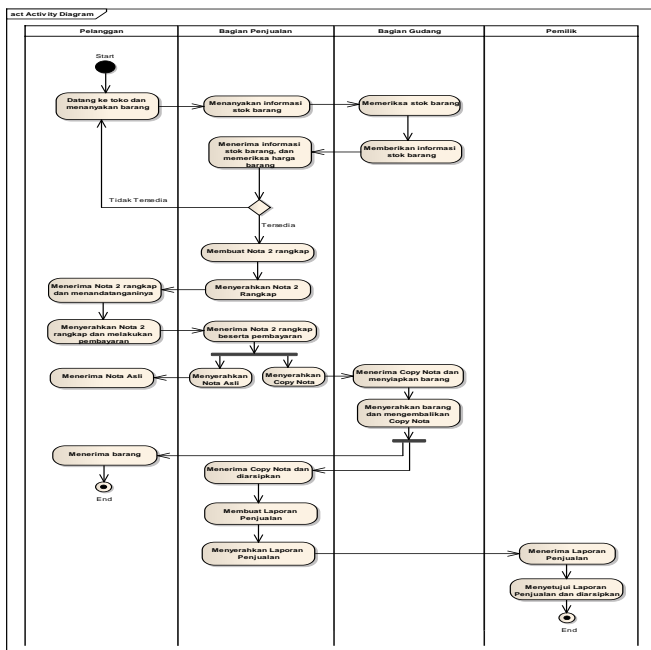 act Activity Diagram
Pelanggan
Bagian Penjualan
Bagian Gudang
Pemilik
Start
Datang ke toko dan
menanyakan barang
Menanyakan informasi
stok barang
Memeriksa stok barang
Menerima informasi
stok barang, dan
memeriksa harga
barang
Memberikan informasi
stok barang
Tidak Tersedia
Tersedia
Membuat Nota 2 rangkap
Menerima Nota 2 rangkap
dan menandatanganinya
Menyerahkan Nota 2
Rangkap
Menyerahkan Nota 2
rangkap dan melakukan
pembayaran
Menerima Nota 2 rangkap
beserta pembayaran
Menerima Nota Asli
Menyerahkan
Nota Asli
Menyerahkan
Copy Nota
Menerima Copy Nota dan
menyiapkan barang
Menyerahkan barang
dan mengembalikan
Copy Nota
Menerima barang
End
Menerima Copy Nota dan
diarsipkan
Membuat Laporan
Penjualan
Menyerahkan Laporan
Penjualan
Menerima Laporan
Penjualan
Menyetujui Laporan
Penjualan dan diarsipkan
End